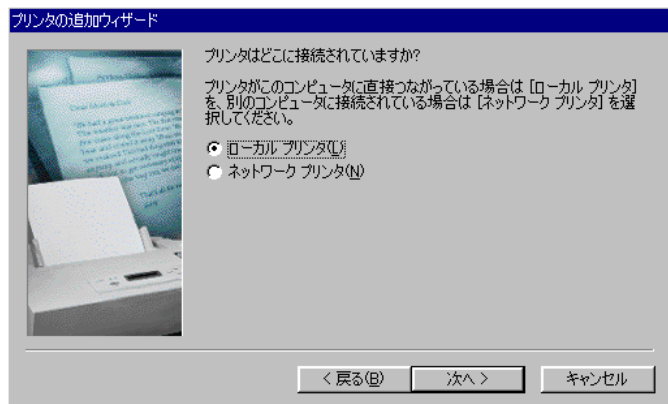 プリンタの追加ウィザード
プリンタはどこに接続されていますか?
プリンタがこのコンピュータに直接つながっている場合は [ローカル プリンタ]
を、別のコンピュータに接続されている場合は [ネットワーク プリンタ] を選
択してください。
ローカル プリンタ(L)
ネットワーク プリンタ(N)
< 戻る(B)
次へ >
キャンセル